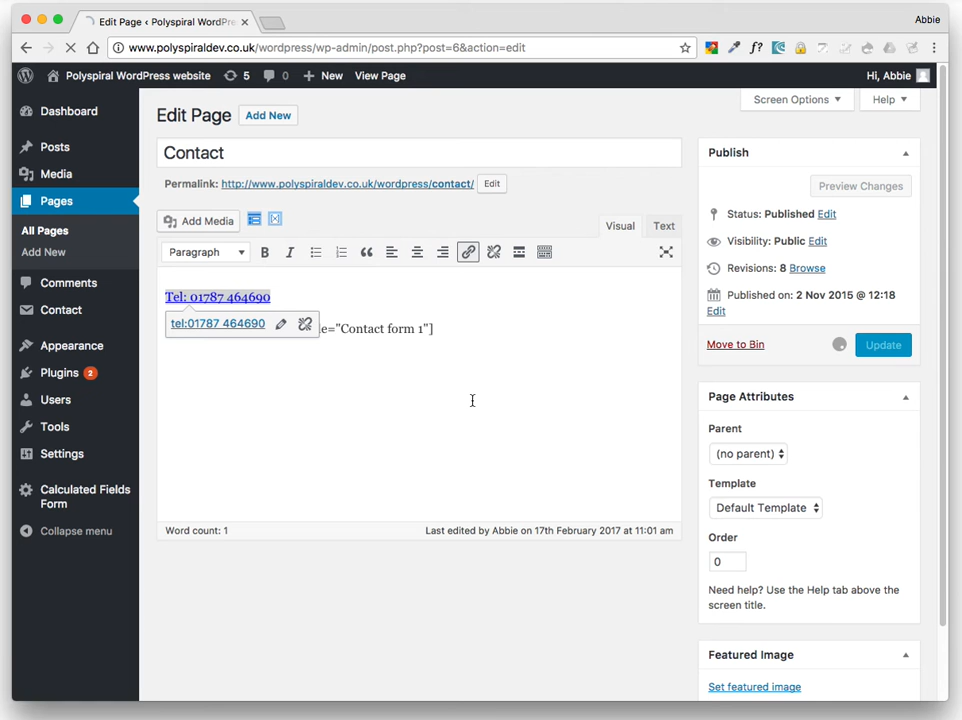 Edit Page ‹ Polyspiral WordPre
Abbie
www.polyspiraldev.co.uk/wordpress/wp-admin/post.php?post=6&action=edit
f?
Polyspiral WordPress website
5
0
New
View Page
Hi, Abbie
Dashboard
Posts
Media
Pages
All Pages
Add New
Comments
Contact
Appearance
Plugins 2
Users
Tools
Settings
Calculated Fields
Form
Collapse menu
Screen Options
Help
Edit Page
Add New
Contact
Permalink: http://www.polyspiraldev.co.uk/wordpress/contact/
Edit
Add Media
Visual
Text
Paragraph
B
I
Tel: 01787 464690
tel:01787 464690
e="Contact form 1"]
Word count: 1
Last edited by Abbie on 17th February 2017 at 11:01 am
Publish
Preview Changes
Status: Published Edit
Visibility: Public Edit
Revisions: 8 Browse
Published on: 2 Nov 2015 @ 12:18
Edit
Move to Bin
Update
Page Attributes
Parent
(no parent)
Template
Default Template
Order
0
Need help? Use the Help tab above the
screen title.
Featured Image
Set featured image